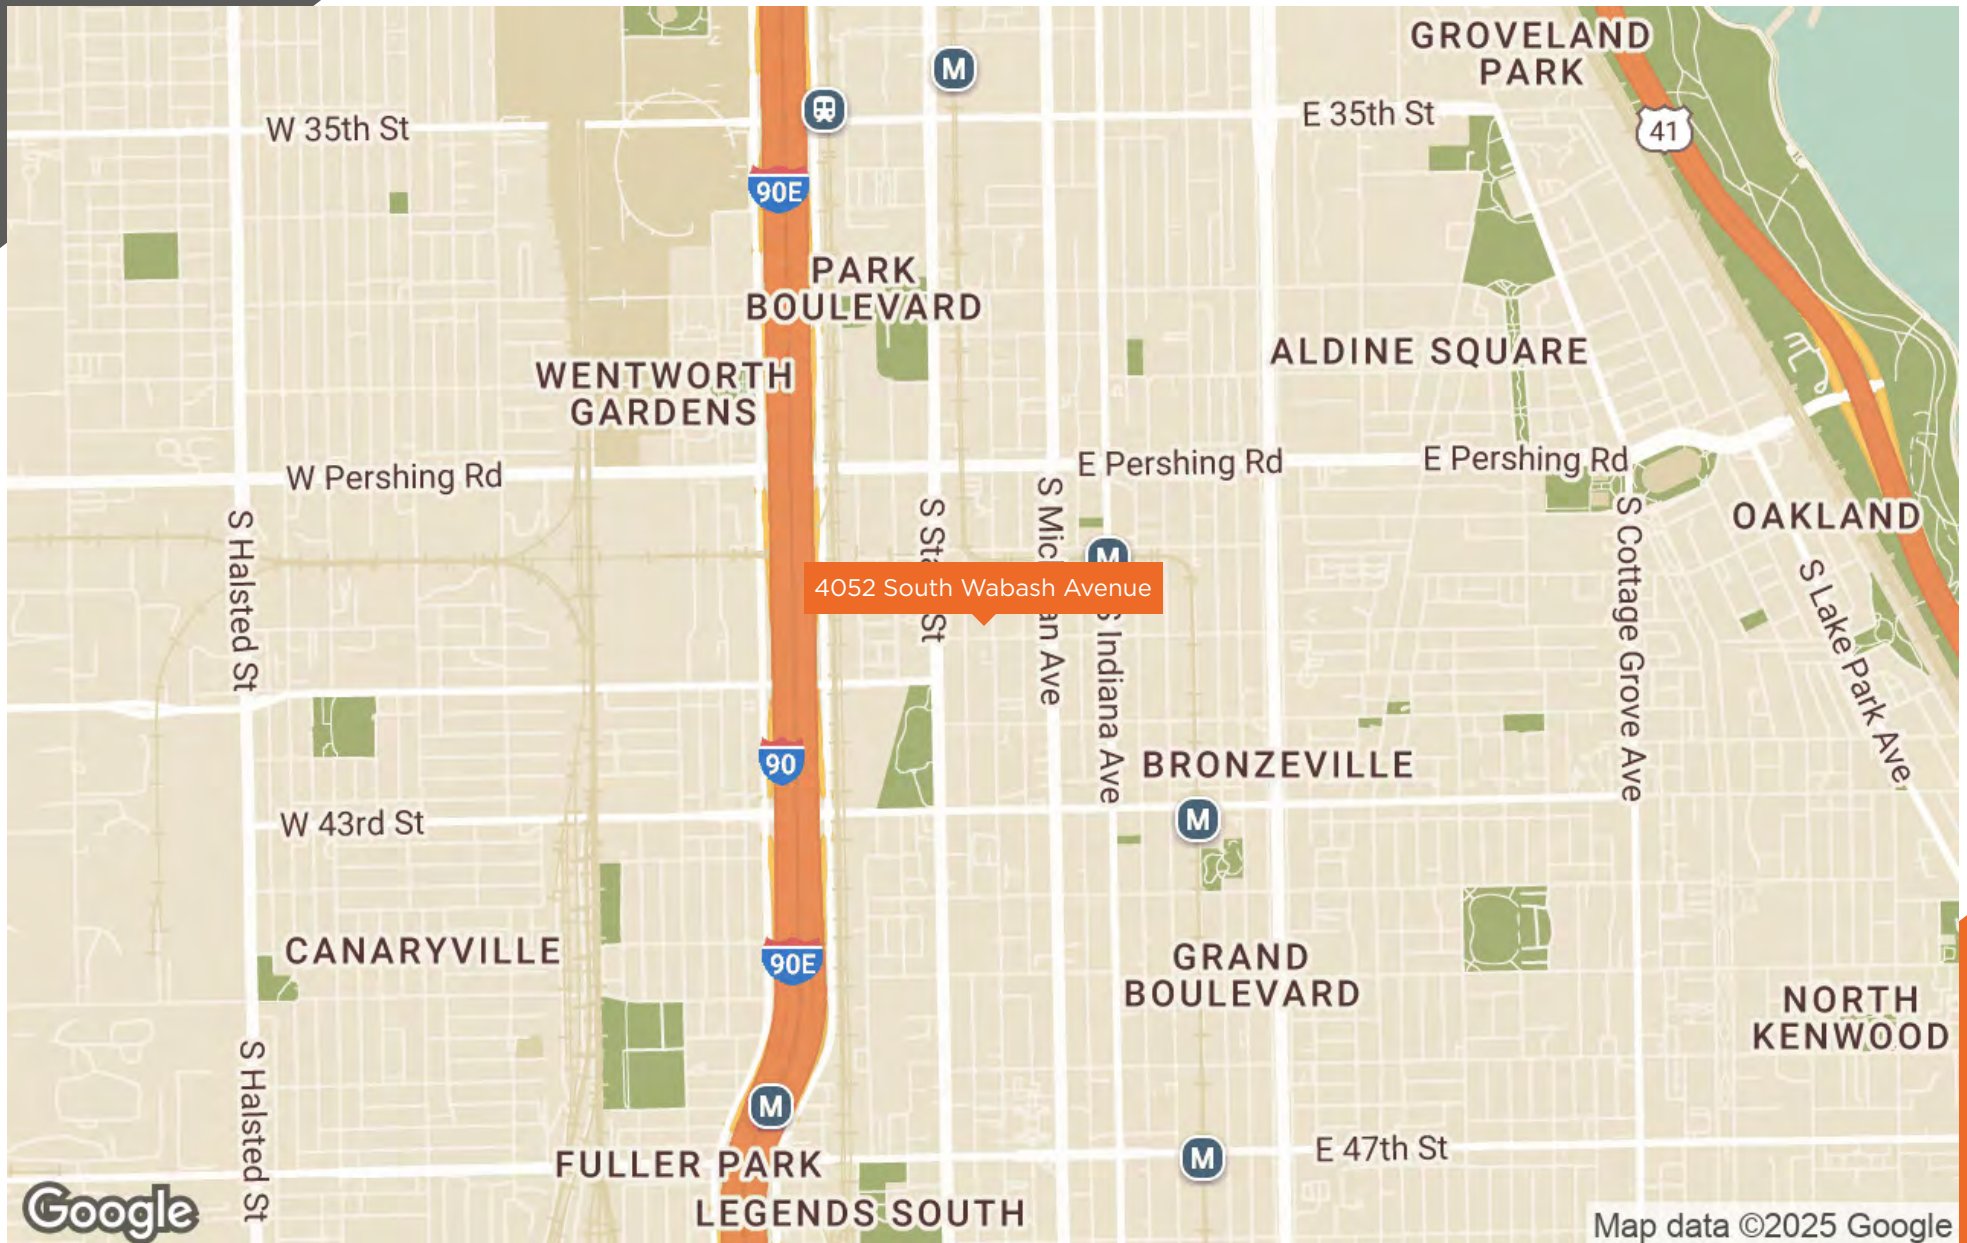 GROVELAND
PARK
M
W 35th St
E 35th St
41
90E
PARK
BOULEVARD
ALDINE SQUARE
WENTWORTH
GARDENS
W Pershing Rd
E Pershing Rd
E Pershing Rd
OAKLAND
S Halsted St
S Cottage Grove Ave
S Lake Park Ave
M
4052 South Wabash Avenue
S Indiana Ave
BRONZEVILLE
90
M
W 43rd St
CANARYVILLE
90E
GRAND
BOULEVARD
NORTH
KENWOOD
S Halsted St
M
M
E 47th St
FULLER PARK
LEGENDS SOUTH
Google
Map data ©2025 Google